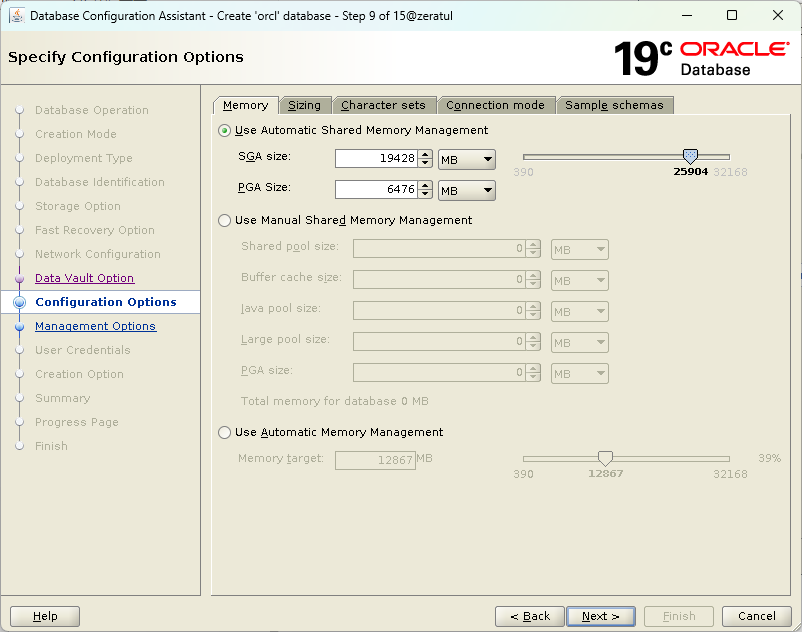 Database Configuration Assistant - Create 'orcl' database - Step 9 of 15@zeratul
Specify Configuration Options
19c ORACLE Database
Database Operation
Creation Mode
Deployment Type
Database Identification
Storage Option
Fast Recovery Option
Network Configuration
Data Vault Option
Configuration Options
Management Options
User Credentials
Creation Option
Summary
Progress Page
Finish
Memory Sizing Character sets Connection mode Sample schemas
Use Automatic Shared Memory Management
SGA size: 19428 MB
PGA Size: 6476 MB
390 25904 32168
Use Manual Shared Memory Management
Shared pool size: 0 MB
Buffer cache size: 0 MB
Java pool size: 0 MB
Large pool size: 0 MB
PGA size: 0 MB
Total memory for database 0 MB
Use Automatic Memory Management
Memory target: 12867 MB 39%
390 12867 32168
Help < Back Next > Finish Cancel